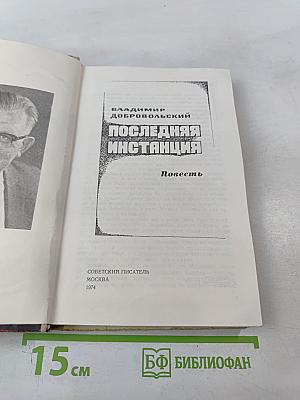 ВЛАДИМИР
ДОБРОВОЛЬСКИЙ
ПОСЛЕДНЯЯ
ИНСТАНЦИЯ
Повесть
СОВЕТСКИЙ ПИСАТЕЛЬ
МОСКВА
1974
15 см
БФ БИБЛИОФАН